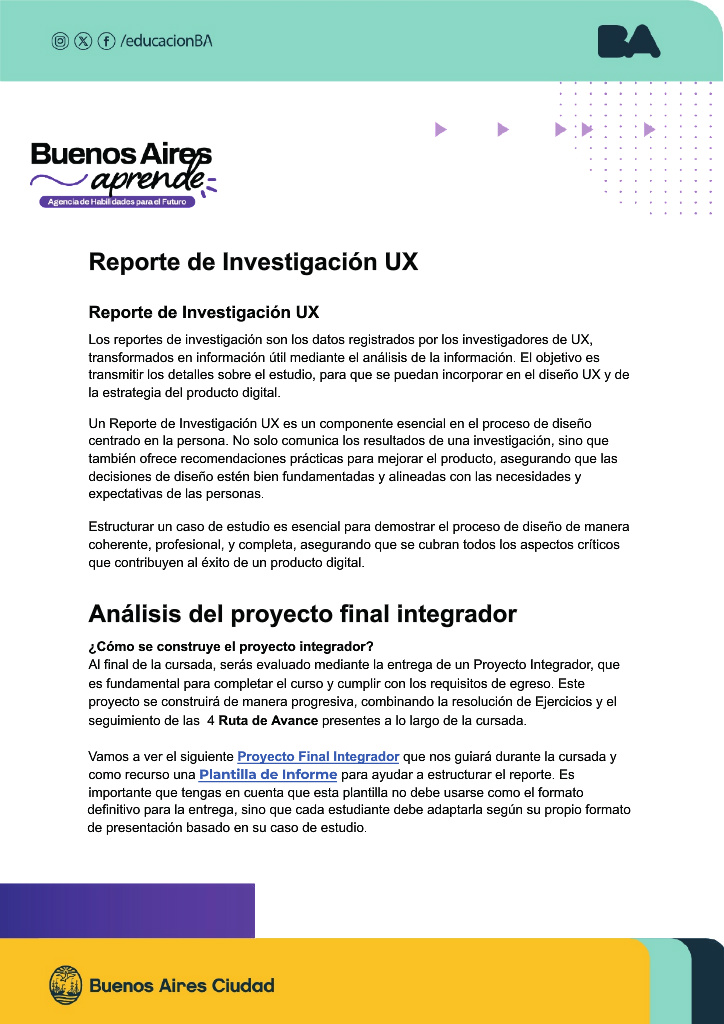 /educacionBA
BA
Buenos Aires
aprende
Agencia de Habilidades para el Futuro
Reporte de Investigación UX
Reporte de Investigación UX
Los reportes de investigación son los datos registrados por los investigadores de UX,
transformados en información útil mediante el análisis de la información. El objetivo es
transmitir los detalles sobre el estudio, para que se puedan incorporar en el diseño UX y de
la estrategia del producto digital.
Un Reporte de Investigación UX es un componente esencial en el proceso de diseño
centrado en la persona. No solo comunica los resultados de una investigación, sino que
también ofrece recomendaciones prácticas para mejorar el producto, asegurando que las
decisiones de diseño estén bien fundamentadas y alineadas con las necesidades y
expectativas de las personas.
Estructurar un caso de estudio es esencial para demostrar el proceso de diseño de manera
coherente, profesional, y completa, asegurando que se cubran todos los aspectos críticos
que contribuyen al éxito de un producto digital.
Análisis del proyecto final integrador
¿Cómo se construye el proyecto integrador?
Al final de la cursada, serás evaluado mediante la entrega de un Proyecto Integrador, que
es fundamental para completar el curso y cumplir con los requisitos de egreso. Este
proyecto se construirá de manera progresiva, combinando la resolución de Ejercicios y el
seguimiento de las 4 Ruta de Avance presentes a lo largo de la cursada.
Vamos a ver el siguiente Proyecto Final Integrador que nos guiará durante la cursada y
como recurso una Plantilla de Informe para ayudar a estructurar el reporte. Es
importante que tengas en cuenta que esta plantilla no debe usarse como el formato
definitivo para la entrega, sino que cada estudiante debe adaptarla según su propio formato
de presentación basado en su caso de estudio.
Buenos Aires Ciudad